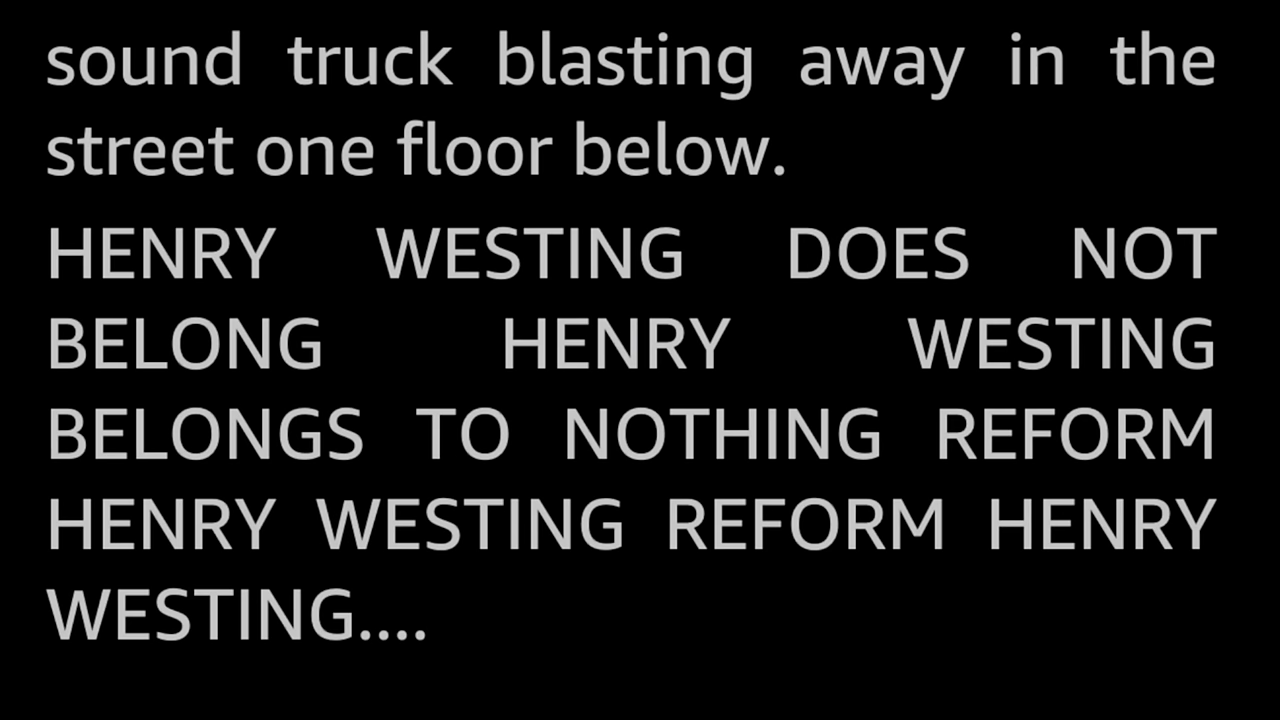 sound truck blasting away in the
street one floor below.
HENRY WESTING DOES NOT
BELONG HENRY WESTING
BELONGS TO NOTHING REFORM
HENRY WESTING REFORM HENRY
WESTING....